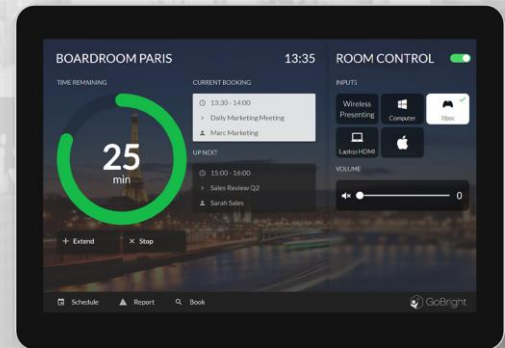 BOARDROOM PARIS
13:35
TIME REMAINING
25
min
+ Extend
× Stop
CURRENT BOOKING
13:30 - 14:00
Daily Marketing Meeting
Marc Marketing
UP NEXT
15:00 - 16:00
Sales Review Q2
Sarah Sales
ROOM CONTROL
INPUTS
Wireless
Presenting
Computer
Xbox
Laptop HDMI
VOLUME
0
Schedule
Report
Book
GoBright